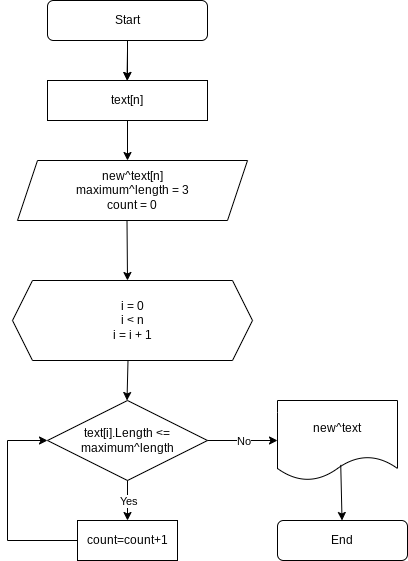 Start
text[n]
new^text[n]
maximum^length = 3
count = 0
i = 0
i < n
i = i + 1
text[i].Length <=
maximum^length
No
new^text
Yes
count=count+1
End